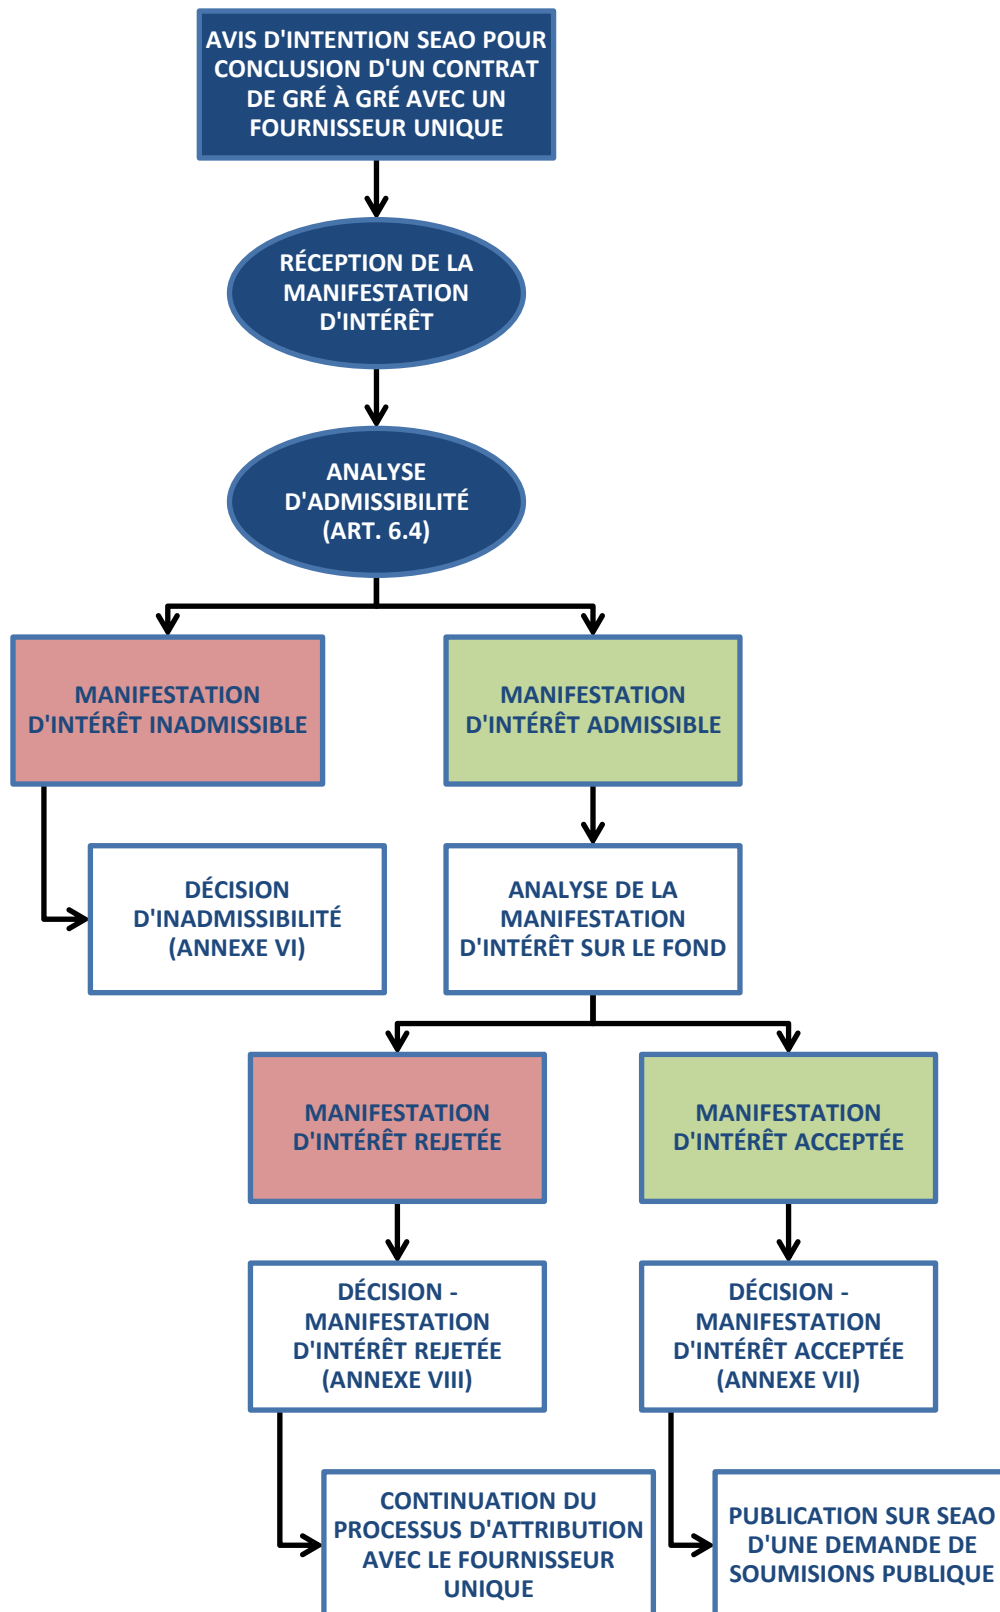 AVIS D'INTENTION SEAO POUR
CONCLUSION D'UN CONTRAT
DE GRÉ À GRÉ AVEC UN
FOURNISSEUR UNIQUE
RÉCEPTION DE LA
MANIFESTATION
D'INTÉRÊT
ANALYSE
D'ADMISSIBILITÉ
(ART. 6.4)
MANIFESTATION
D'INTÉRÊT INADMISSIBLE
MANIFESTATION
D'INTÉRÊT ADMISSIBLE
DÉCISION
D'INADMISSIBILITÉ
(ANNEXE VI)
ANALYSE DE LA
MANIFESTATION
D'INTÉRÊT SUR LE FOND
MANIFESTATION
D'INTÉRÊT REJETÉE
MANIFESTATION
D'INTÉRÊT ACCEPTÉE
DÉCISION -
MANIFESTATION
D'INTÉRÊT REJETÉE
(ANNEXE VIII)
DÉCISION -
MANIFESTATION
D'INTÉRÊT ACCEPTÉE
(ANNEXE VII)
CONTINUATION DU
PROCESSUS D'ATTRIBUTION
AVEC LE FOURNISSEUR
UNIQUE
PUBLICATION SUR SEAO
D'UNE DEMANDE DE
SOUMISIONS PUBLIQUE